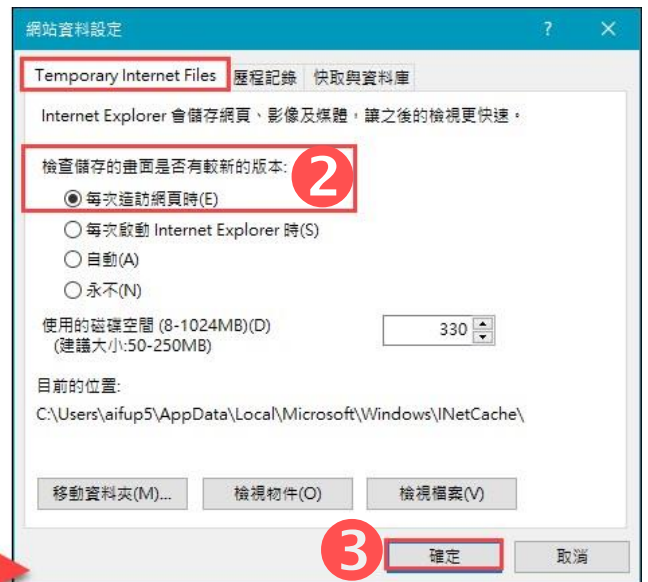 網站資料設定 ? ×
Temporary Internet Files 歷程記錄 快取與資料庫
Internet Explorer 會儲存網頁、影像及媒體，讓之後的檢視更快速。
檢查儲存的畫面是否有較新的版本:
2
每次造訪網頁時(E)
每次啟動 Internet Explorer 時(S)
自動(A)
永不(N)
使用的磁碟空間 (8-1024MB)(D) 330
(建議大小:50-250MB)
目前的位置:
C:\Users\aifup5\AppData\Local\Microsoft\Windows\INetCache\
移動資料夾(M)... 檢視物件(O) 檢視檔案(V)
3 確定 取消